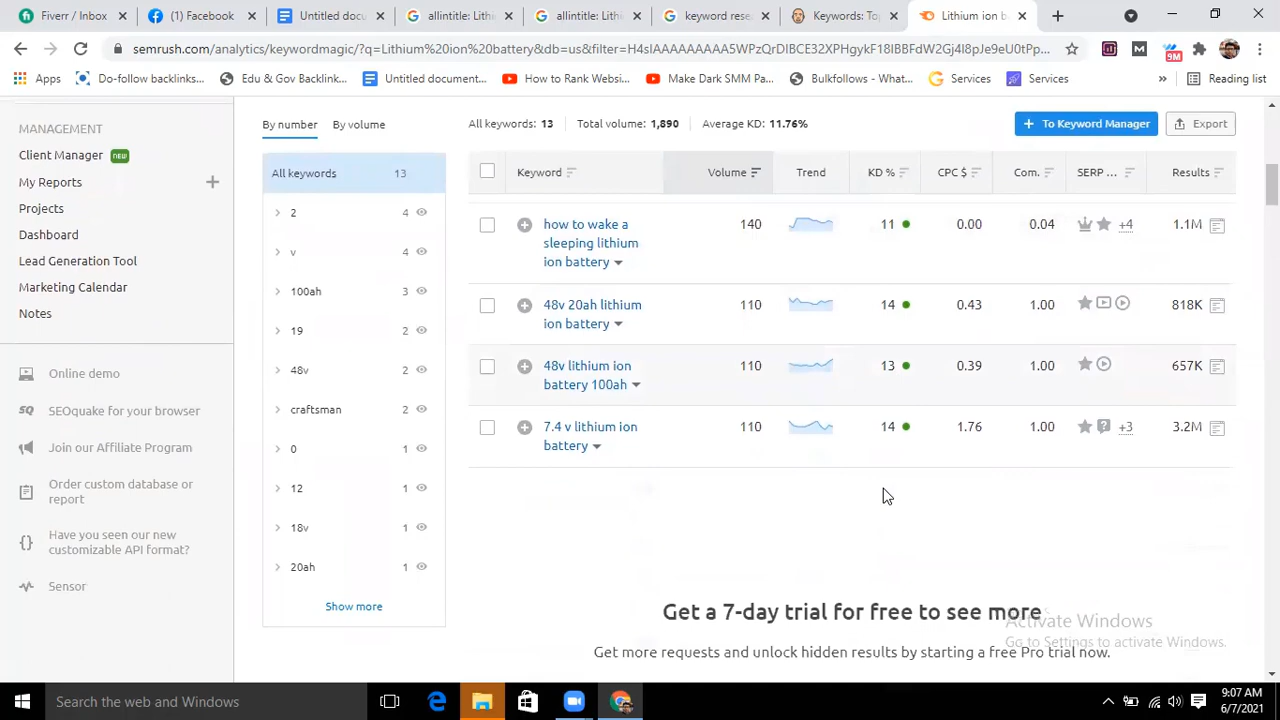 Fiverr / Inbox
(1) Facebook
Untitled docu
allintitle: Lithi
allintitle: Lithi
keyword rese
Keywords: To
Lithium ion b
semrush.com/analytics/keywordmagic/?q=Lithium%20ion%20battery&db=us&filter=
9M
Apps
Do-follow backlinks...
Edu & Gov Backlink...
Untitled document...
How to Rank Websi...
Make Dark SMM Pa...
Bulkfollows - Wha...
Services
Services
»
Reading list
MANAGEMENT
Client Manager NEW
My Reports
Projects
Dashboard
Lead Generation Tool
Marketing Calendar
Notes
Online demo
SEOquake for your browser
Join our Affiliate Program
Order custom database or
report
Have you seen our new
customizable API format?
Sensor
By number By volume
All keywords 13
2 4
v 4
100ah 3
19 2
48v 2
craftsman 2
0 1
12 1
18v 1
20ah 1
Show more
All keywords: 13 Total volume: 1,890 Average KD: 11.76%
+ To Keyword Manager
Export
Keyword Volume Trend KD % CPC $ Com. SERP ... Results
how to wake a
sleeping lithium
ion battery
140 11 0.00 0.04 +4 1.1M
48v 20ah lithium
ion battery
110 14 0.43 1.00 818K
48v lithium ion
battery 100ah
110 13 0.39 1.00 657K
7.4 v lithium ion
battery
110 14 1.76 1.00 +3 3.2M
Get a 7-day trial for free to see more
Get more requests and unlock hidden results by starting a free Pro trial now.
Activate Windows
Go to Settings to activate Windows.
Search the web and Windows
9:07 AM
6/7/2021